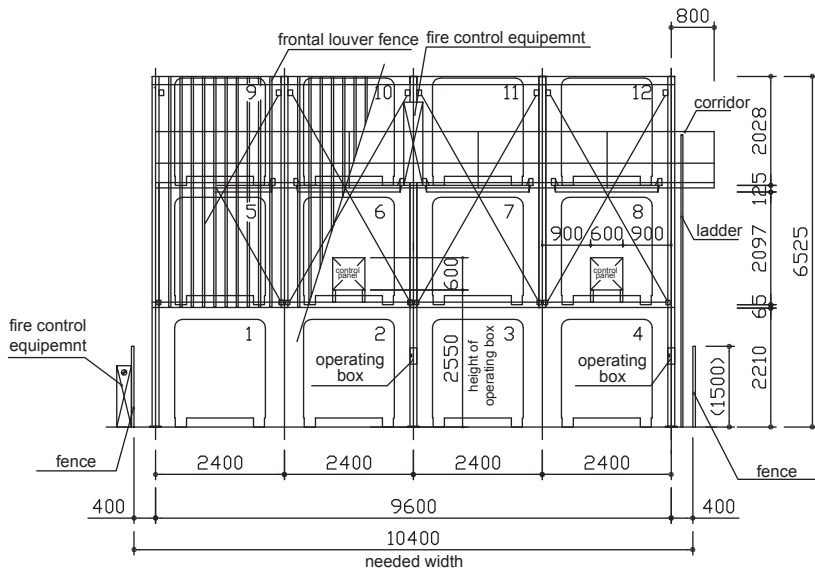 800
frontal louver fence
fire control equipemnt
9
10
11
12
corridor
2028
125
5
6
7
8
900
600
900
ladder
2097
6525
control
panel
600
control
panel
65
fire control
equipemnt
1
2
3
4
operating
box
2550
height of
operating box
operating
box
(1500)
2210
fence
2400
2400
2400
2400
fence
400
9600
400
10400
needed width